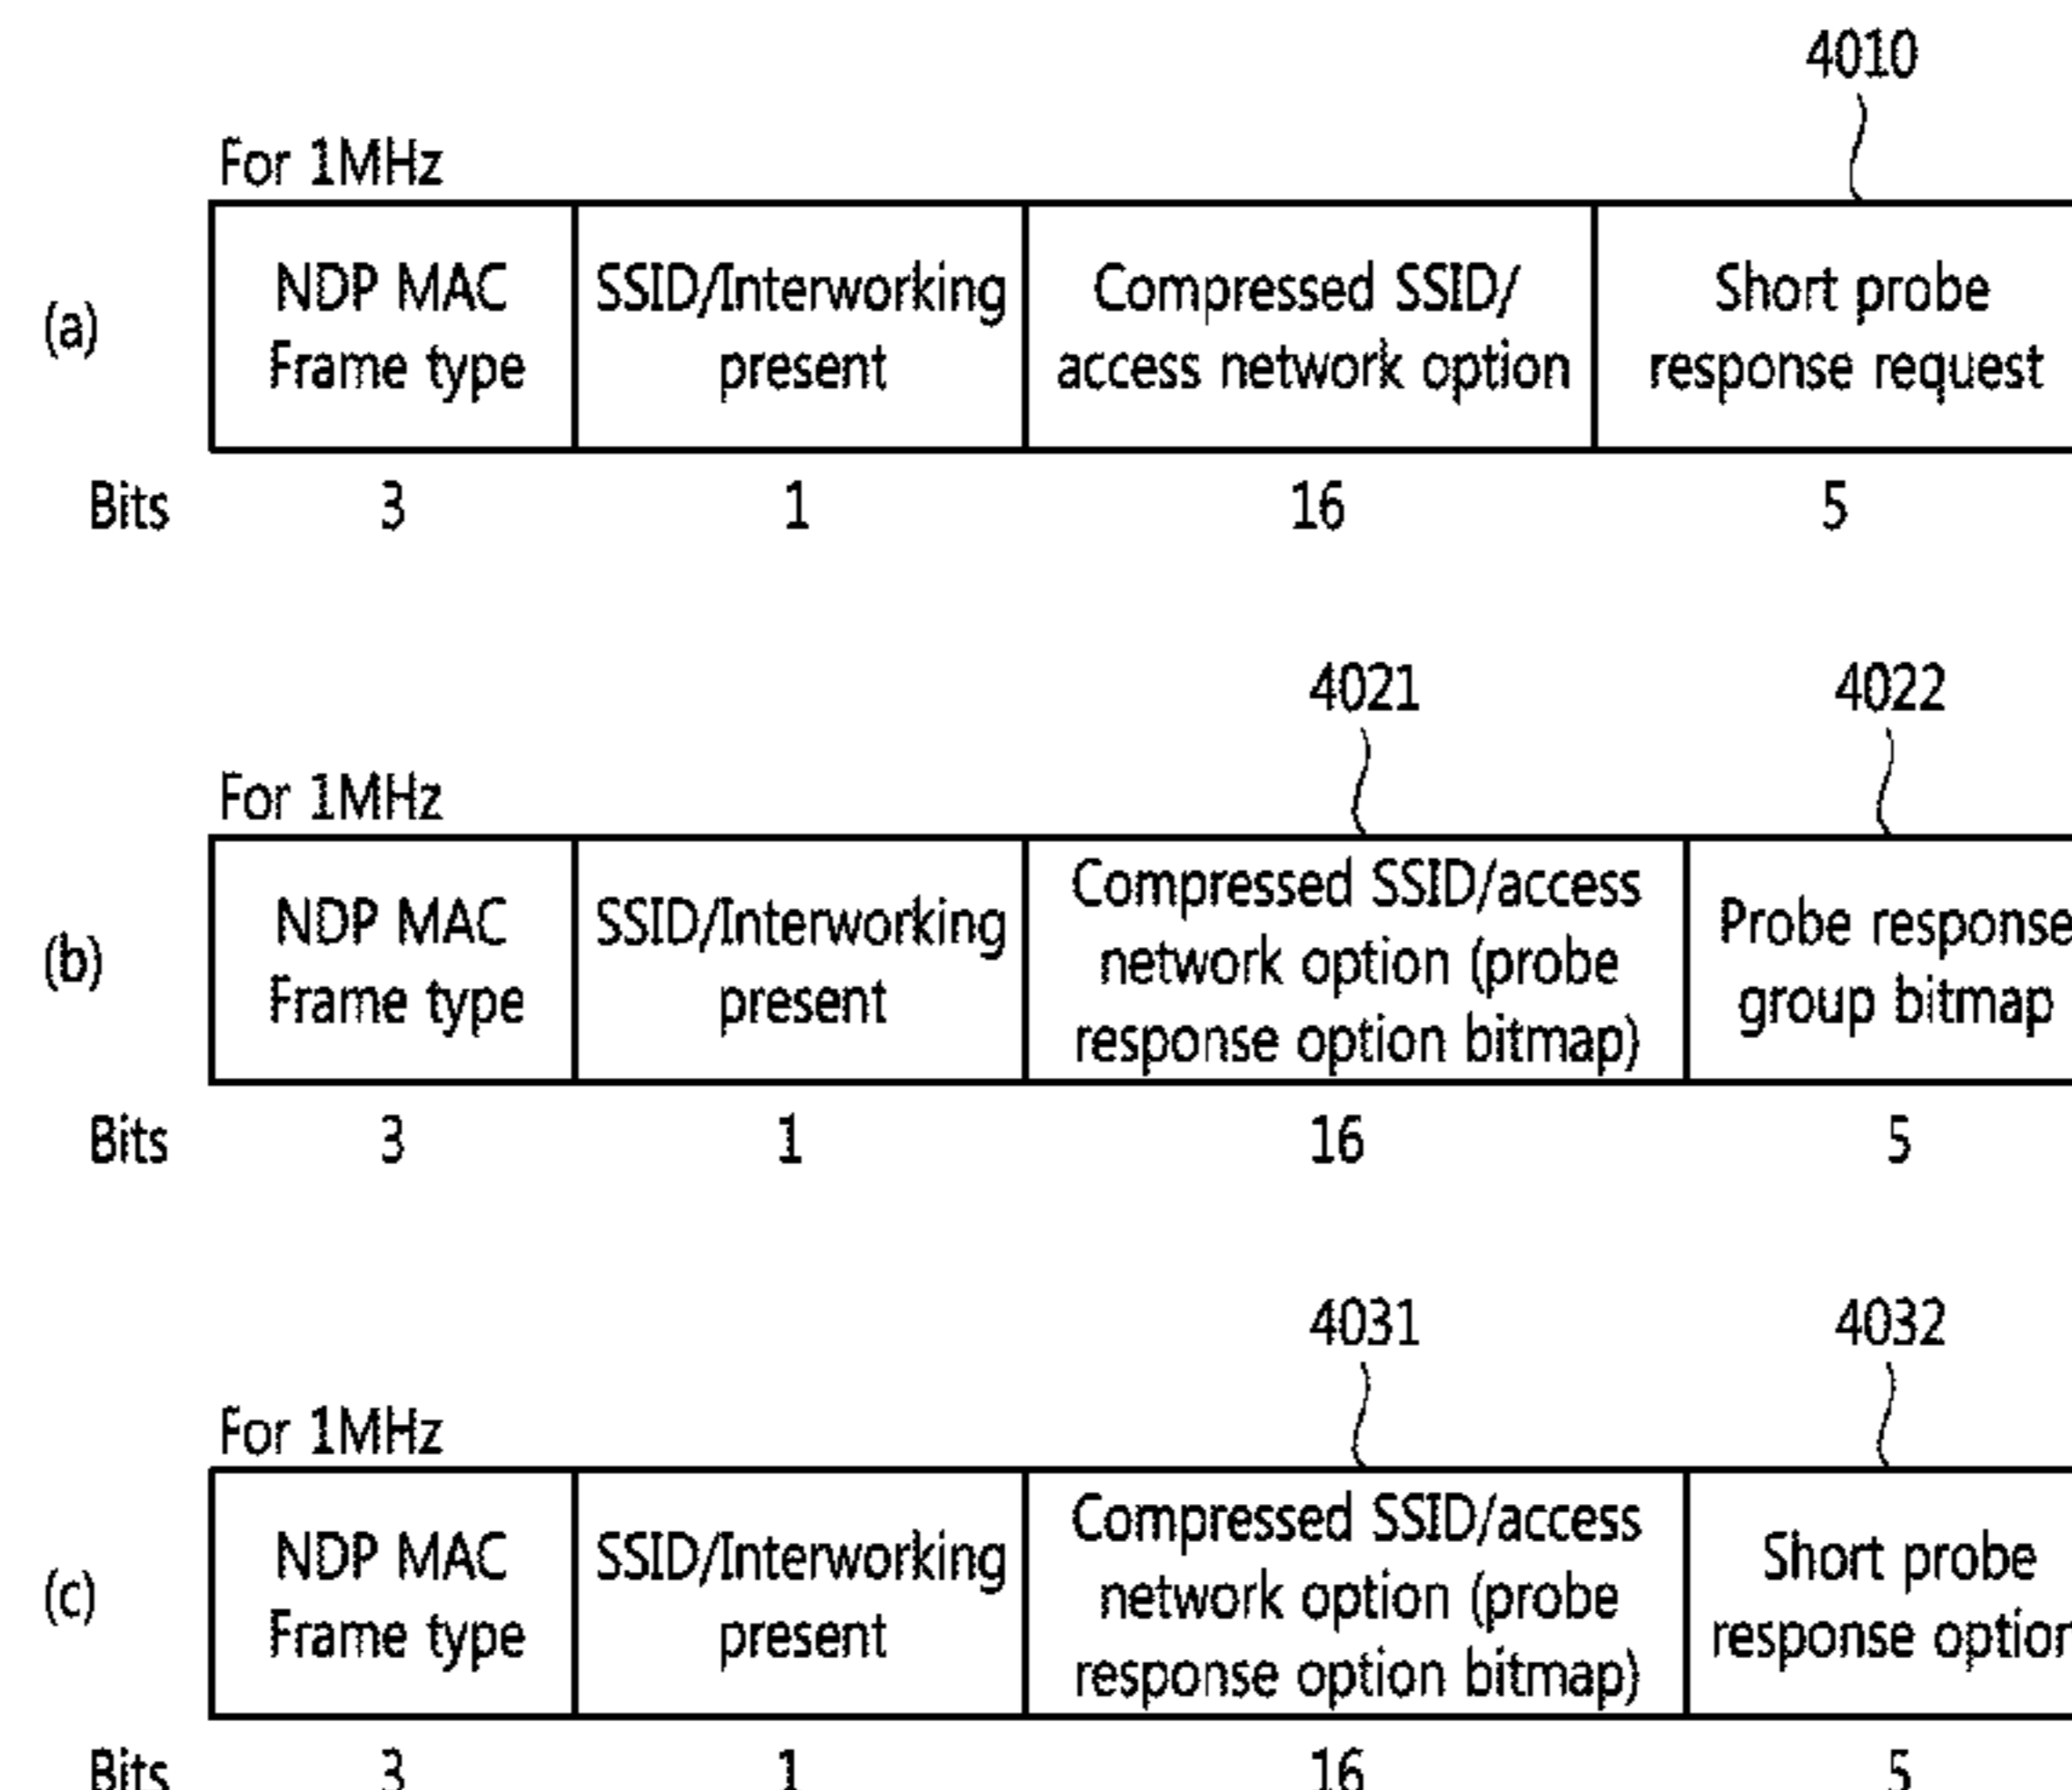 4010
For 1MHz
(a)
NDP MAC
Frame type
SSID/Interworking
present
Compressed SSID/
access network option
Short probe
response request
Bits 3 1 16 5
4021 4022
For 1MHz
(b)
NDP MAC
Frame type
SSID/Interworking
present
Compressed SSID/access
network option (probe
response option bitmap)
Probe response
group bitmap
Bits 3 1 16 5
4031 4032
For 1MHz
(c)
NDP MAC
Frame type
SSID/Interworking
present
Compressed SSID/access
network option (probe
response option bitmap)
Short probe
response option
Bits 3 1 16 5